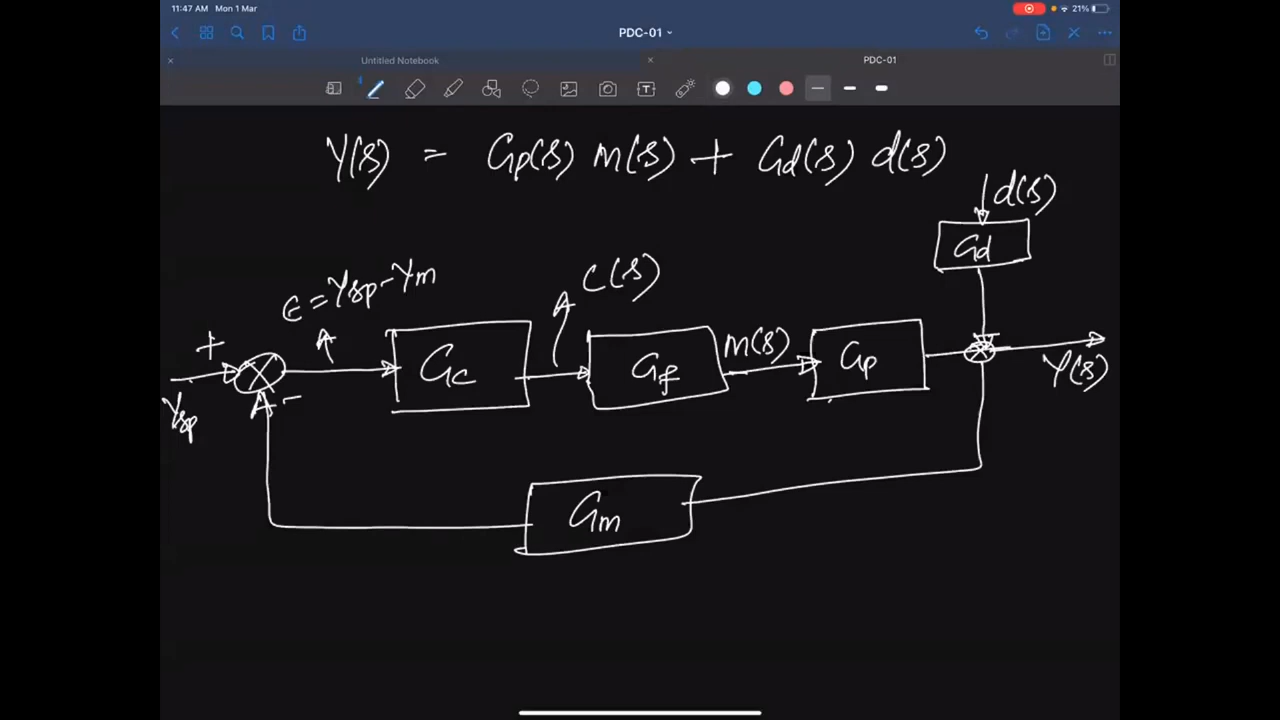 11:47 AM Mon 1 Mar
21%
PDC-01
Untitled Notebook
PDC-01
Y(s) = Gp(s) m(s) + Gd(s) d(s)
d(s)
Gd
ϵ = Ysp - Ym
C(s)
+
Gc
Gf
m(s)
Gp
Y(s)
Ysp
-
Gm